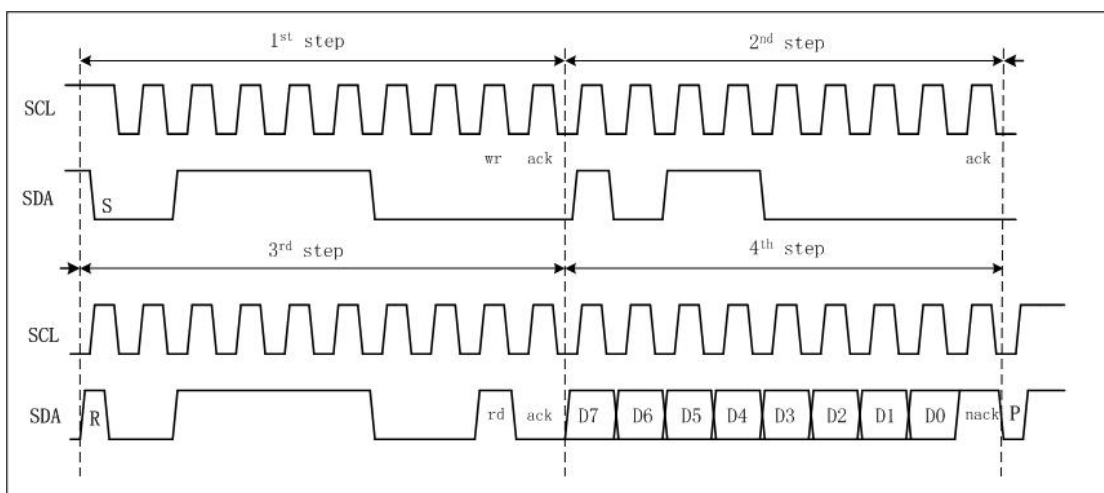 1st step 2nd step
SCL
wr ack ack
SDA S
3rd step 4th step
SCL
SDA R rd ack D7 D6 D5 D4 D3 D2 D1 D0 nack P